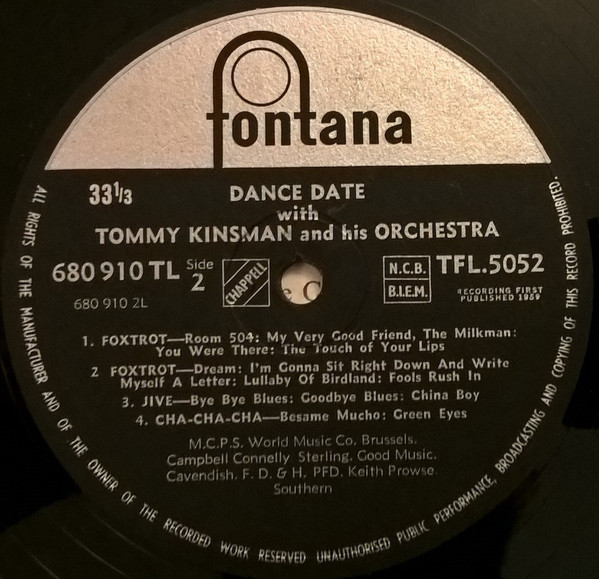 fontana
33 1/3
DANCE DATE
with
TOMMY KINSMAN and his ORCHESTRA
680 910 TL Side 2
680 910 2L
CHAPPELL
N.C.B.
B.I.E.M.
TFL.5052
RECORDING FIRST
PUBLISHED 1959
1. FOXTROT—Room 504: My Very Good Friend, The Milkman:
You Were There: The Touch of Your Lips
2 FOXTROT—Dream: I'm Gonna Sit Right Down And Write
Myself A Letter: Lullaby Of Birdland: Fools Rush In
3. JIVE—Bye Bye Blues: Goodbye Blues: China Boy
4. CHA-CHA-CHA—Besame Mucho: Green Eyes
M.C.P.S. World Music Co. Brussels.
Campbell Connelly Sterling. Good Music.
Cavendish. F. D. & H. PFD. Keith Prowse
Southern
ALL RIGHTS OF THE MANUFACTURER AND OF THE OWNER OF THE RECORDED WORK RESERVED UNAUTHORISED PUBLIC PERFORMANCE, BROADCASTING AND COPYING OF THIS RECORD PROHIBITED.